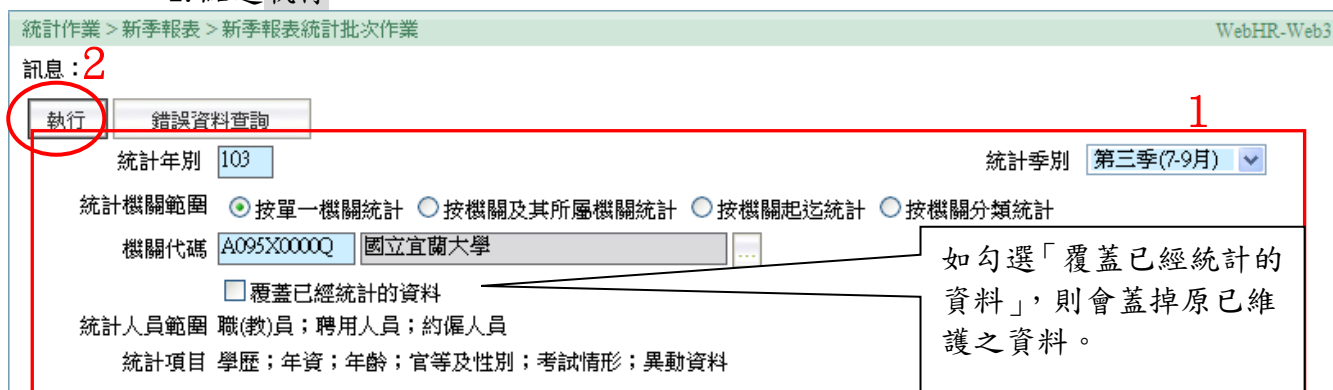 統計作業 > 新季報表 > 新季報表統計批次作業 WebHR-Web3
訊息：2
執行 錯誤資料查詢 1
統計年別 103 統計季別 第三季(7-9月)
統計機關範圍 按單一機關統計 按機關及其所屬機關統計 按機關起迄統計 按機關分類統計
機關代碼 A095X0000Q 國立宜蘭大學 ...
覆蓋已經統計的資料
統計人員範圍 職(教)員；聘用人員；約僱人員
統計項目 學歷；年資；年齡；官等及性別；考試情形；異動資料
如勾選「覆蓋已經統計的
資料」，則會蓋掉原已維
護之資料。